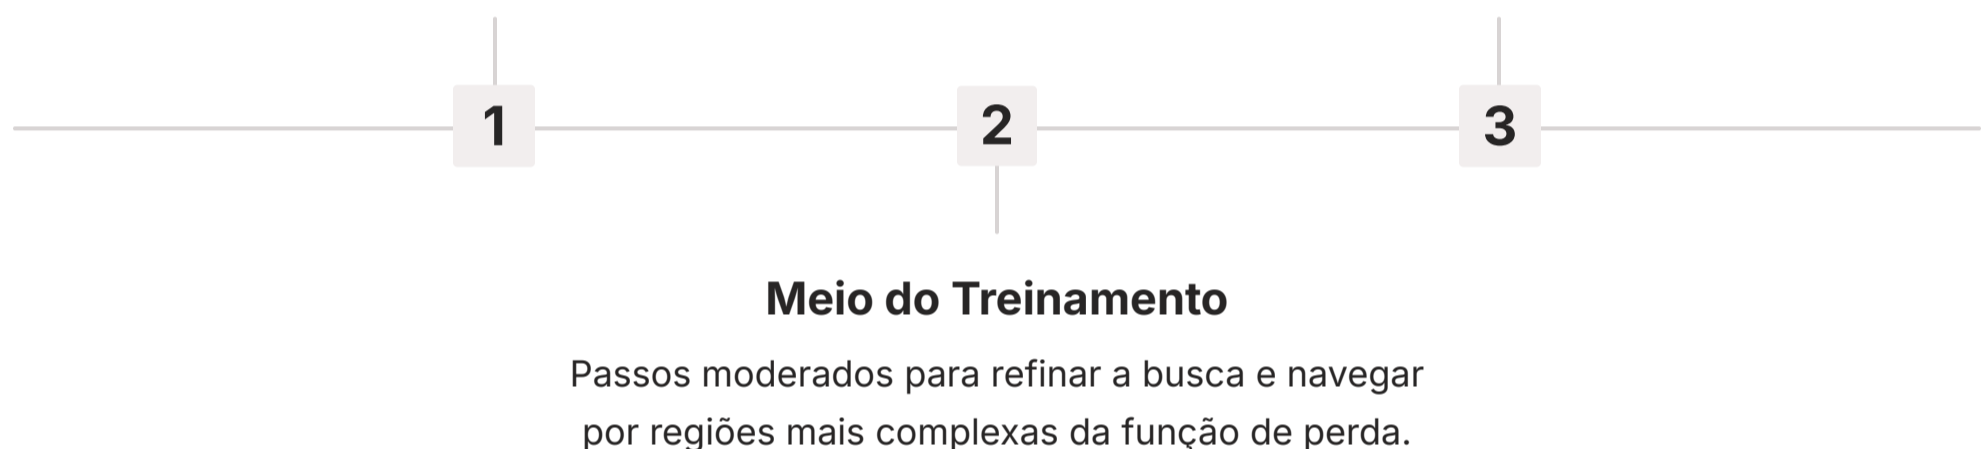 1
2
3
Meio do Treinamento
Passos moderados para refinar a busca e navegar
por regiões mais complexas da função de perda.